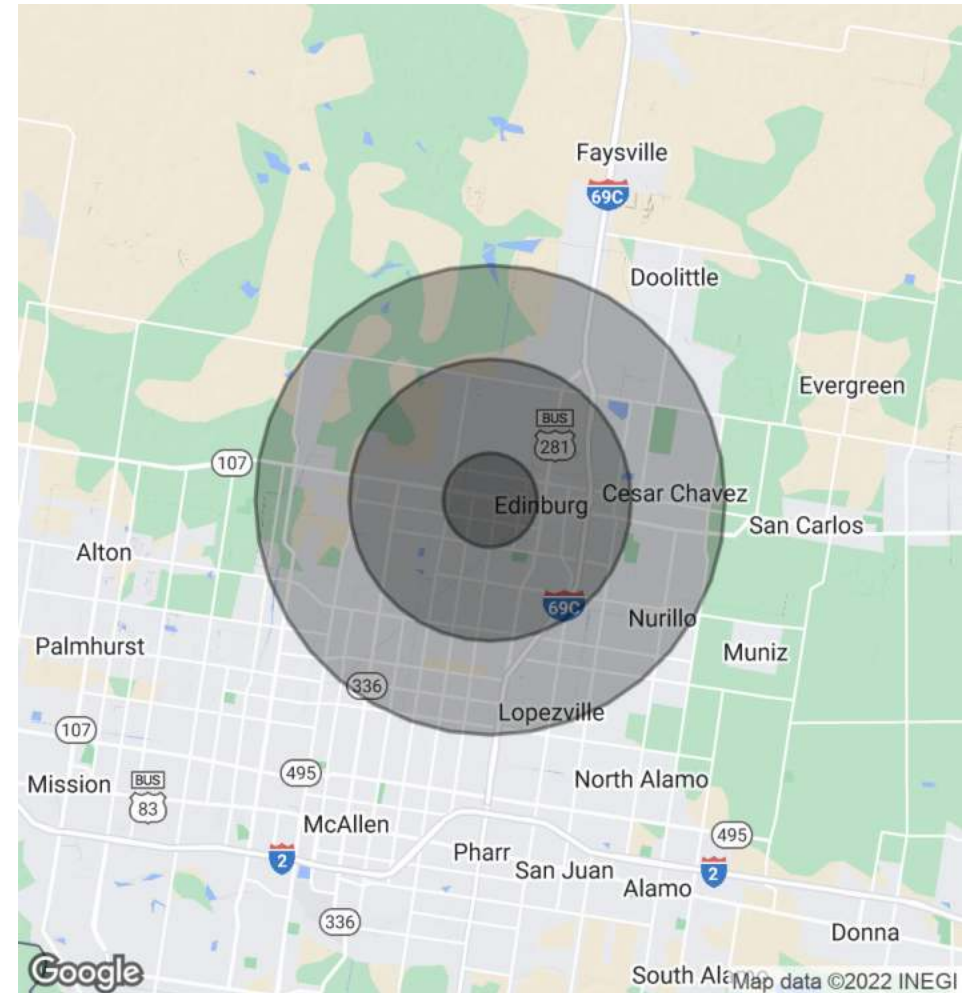 Faysville
69C
Doolittle
Evergreen
BUS
281
107
Edinburg
Cesar Chavez
San Carlos
Alton
69C
Nurillo
Palmhurst
Muniz
336
Lopezville
107
495
North Alamo
Mission
BUS
83
McAllen
495
2
Pharr
San Juan
2
Alamo
336
Donna
South Ala
Google
Map data ©2022 INEGI